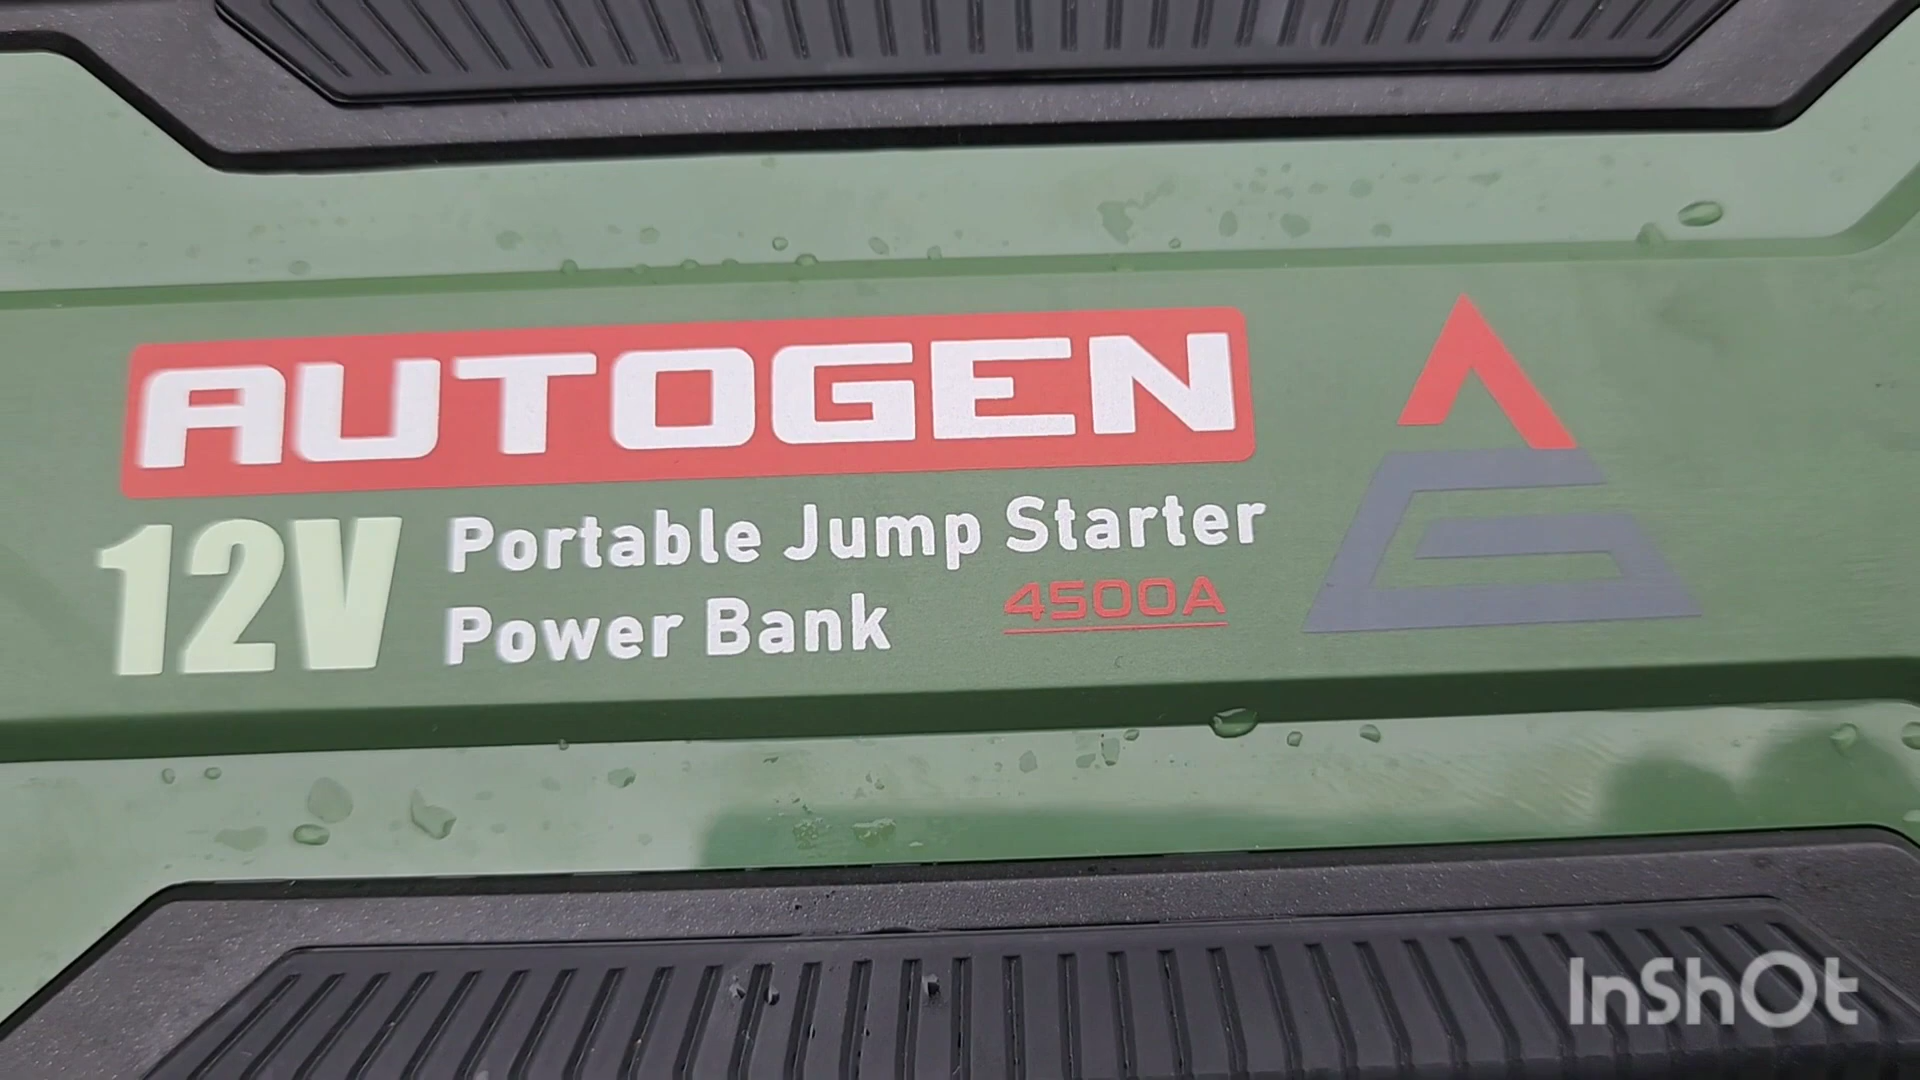 AUTOGEN
12V
Portable Jump Starter
Power Bank
4500A
InShOt